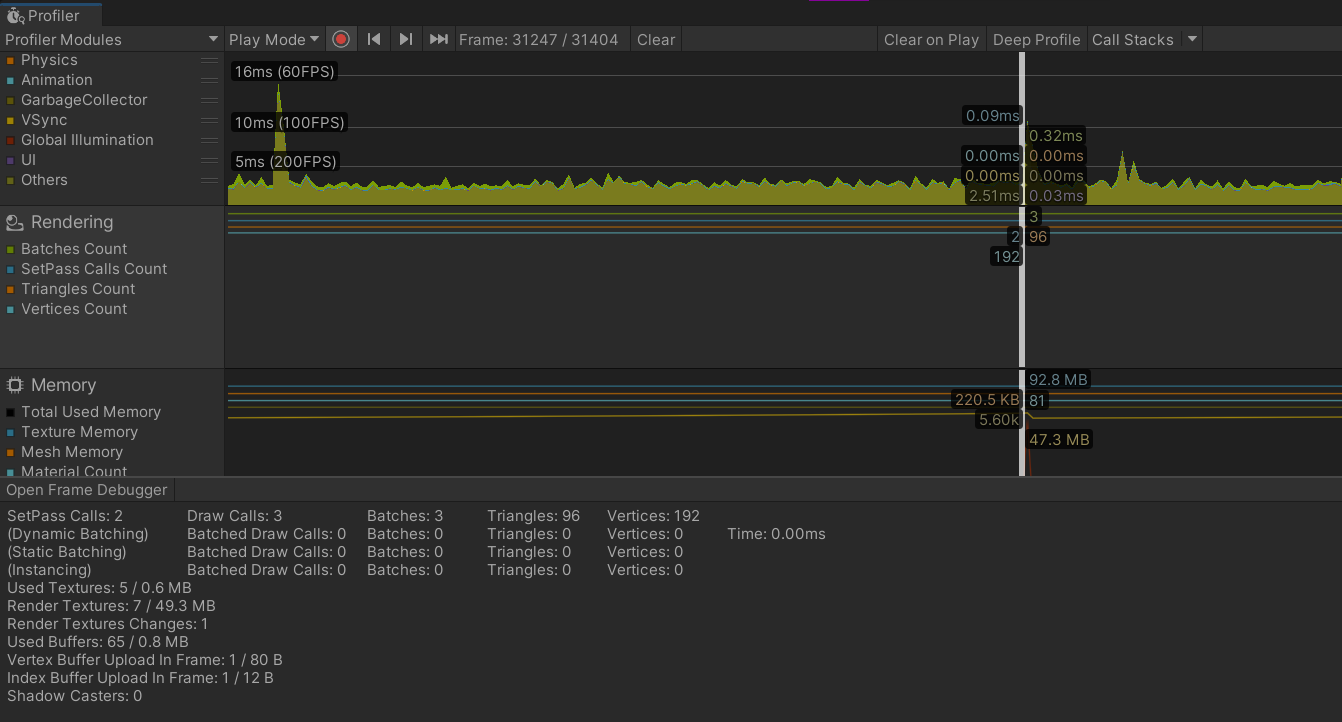 Profiler
Profiler Modules
Play Mode
Frame: 31247 / 31404
Clear
Clear on Play
Deep Profile
Call Stacks
Physics
Animation
GarbageCollector
VSync
Global Illumination
UI
Others
16ms (60FPS)
10ms (100FPS)
5ms (200FPS)
0.09ms
0.32ms
0.00ms
0.00ms
0.00ms
0.00ms
2.51ms
0.03ms
Rendering
Batches Count
SetPass Calls Count
Triangles Count
Vertices Count
3
2
96
192
Memory
Total Used Memory
Texture Memory
Mesh Memory
Material Count
92.8 MB
220.5 KB
81
5.60k
47.3 MB
Open Frame Debugger
SetPass Calls: 2 Draw Calls: 3 Batches: 3 Triangles: 96 Vertices: 192
(Dynamic Batching) Batched Draw Calls: 0 Batches: 0 Triangles: 0 Vertices: 0 Time: 0.00ms
(Static Batching) Batched Draw Calls: 0 Batches: 0 Triangles: 0 Vertices: 0
(Instancing) Batched Draw Calls: 0 Batches: 0 Triangles: 0 Vertices: 0
Used Textures: 5 / 0.6 MB
Render Textures: 7 / 49.3 MB
Render Textures Changes: 1
Used Buffers: 65 / 0.8 MB
Vertex Buffer Upload In Frame: 1 / 80 B
Index Buffer Upload In Frame: 1 / 12 B
Shadow Casters: 0